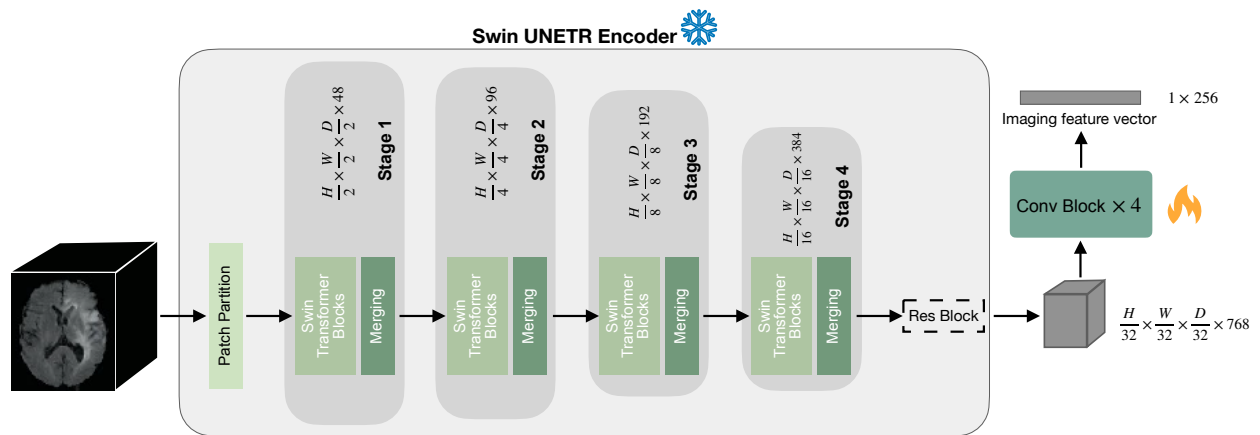 Swin UNETR Encoder
Patch Partition
Swin
Transformer
Blocks
Merging
H/2 × W/2 × D/2 × 48
Stage 1
Swin
Transformer
Blocks
Merging
H/4 × W/4 × D/4 × 96
Stage 2
Swin
Transformer
Blocks
Merging
H/8 × W/8 × D/8 × 192
Stage 3
Swin
Transformer
Blocks
Merging
H/16 × W/16 × D/16 × 384
Stage 4
Res Block
H/32 × W/32 × D/32 × 768
Conv Block × 4
Imaging feature vector
1 × 256